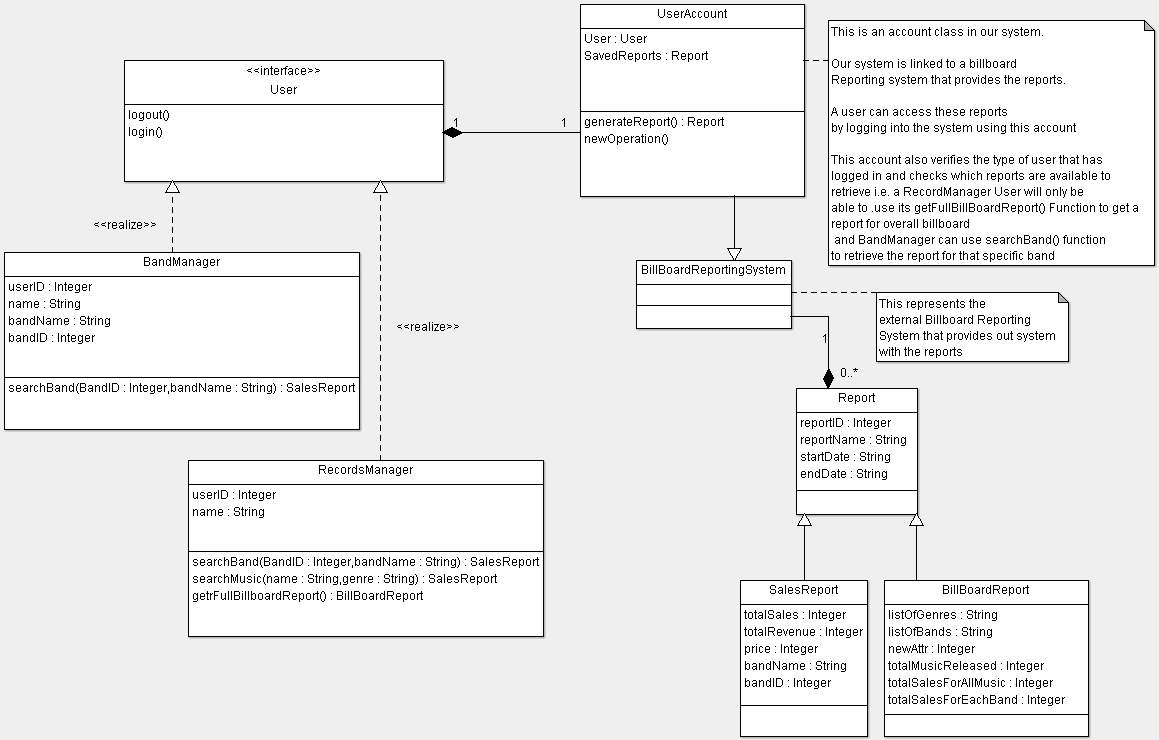 UserAccount
User : User
SavedReports : Report
generateReport() : Report
newOperation()
This is an account class in our system.
Our system is linked to a billboard
Reporting system that provides the reports.
A user can access these reports
by logging into the system using this account
This account also verifies the type of user that has
logged in and checks which reports are available to
retrieve i.e. a RecordManager User will only be
able to .use its getFullBillBoardReport() Function to get a
report for overall billboard
and BandManager can use searchBand() function
to retrieve the report for that specific band
<<interface>>
User
logout()
login()
1
1
<<realize>>
<<realize>>
BandManager
userID : Integer
name : String
bandName : String
bandID : Integer
searchBand(BandID : Integer,bandName : String) : SalesReport
BillBoardReportingSystem
This represents the
external Billboard Reporting
System that provides out system
with the reports
1
0..*
Report
reportID : Integer
reportName : String
startDate : String
endDate : String
RecordsManager
userID : Integer
name : String
searchBand(BandID : Integer,bandName : String) : SalesReport
searchMusic(name : String,genre : String) : SalesReport
getrFullBillboardReport() : BillBoardReport
SalesReport
totalSales : Integer
totalRevenue : Integer
price : Integer
bandName : String
bandID : Integer
BillBoardReport
listOfGenres : String
listOfBands : String
newAttr : Integer
totalMusicReleased : Integer
totalSalesForAllMusic : Integer
totalSalesForEachBand : Integer